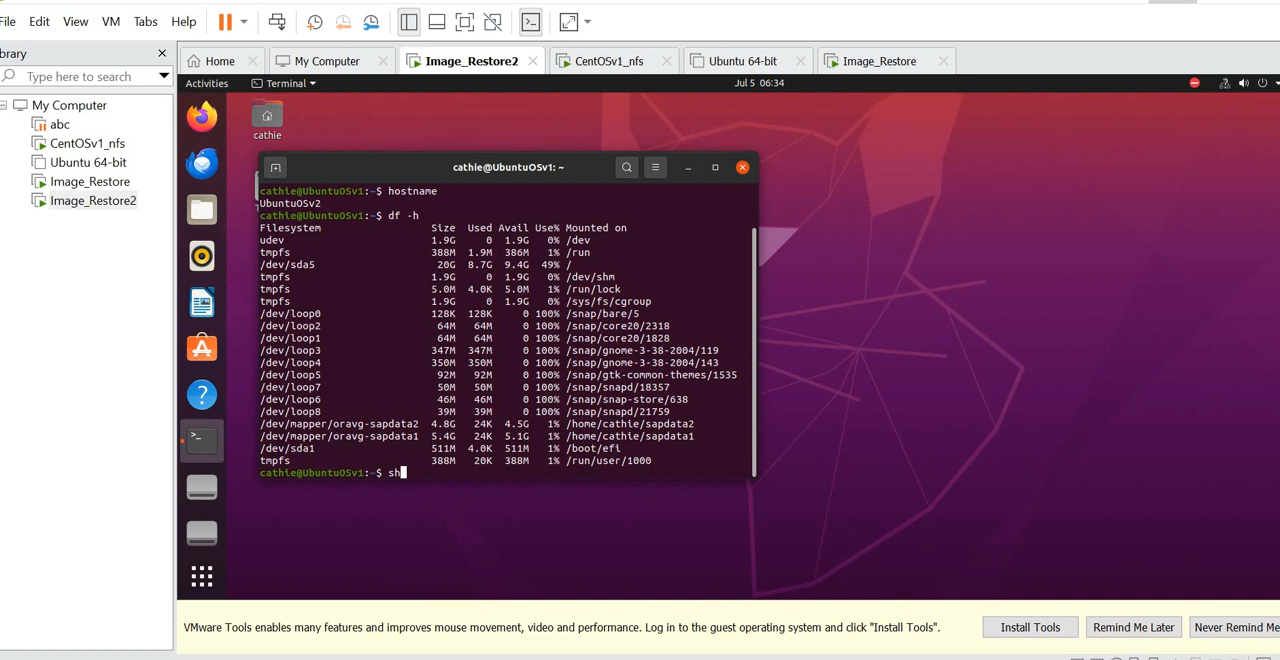 File Edit View VM Tabs Help
brary
Type here to search
My Computer
abc
CentOSv1_nfs
Ubuntu 64-bit
Image_Restore
Image_Restore2
Home My Computer Image_Restore2 CentOSv1_nfs Ubuntu 64-bit Image_Restore
Activities Terminal Jul 5 06:34
cathie
cathie@UbuntuOSv1: ~
cathie@UbuntuOSv1:~$ hostname
UbuntuOSv2
cathie@UbuntuOSv1:~$ df -h
Filesystem Size Used Avail Use% Mounted on
udev 1.9G 0 1.9G 0% /dev
tmpfs 388M 1.9M 386M 1% /run
/dev/sda5 20G 8.7G 9.4G 49% /
tmpfs 1.9G 0 1.9G 0% /dev/shm
tmpfs 5.0M 4.0K 5.0M 1% /run/lock
tmpfs 1.9G 0 1.9G 0% /sys/fs/cgroup
/dev/loop0 128K 128K 0 100% /snap/bare/5
/dev/loop2 64M 64M 0 100% /snap/core20/2318
/dev/loop1 64M 64M 0 100% /snap/core20/1828
/dev/loop3 347M 347M 0 100% /snap/gnome-3-38-2004/119
/dev/loop4 350M 350M 0 100% /snap/gnome-3-38-2004/143
/dev/loop5 92M 92M 0 100% /snap/gtk-common-themes/1535
/dev/loop7 50M 50M 0 100% /snap/snapd/18357
/dev/loop6 46M 46M 0 100% /snap/snap-store/638
/dev/loop8 39M 39M 0 100% /snap/snapd/21759
/dev/mapper/oravg-sapdata2 4.8G 24K 4.5G 1% /home/cathie/sapdata2
/dev/mapper/oravg-sapdata1 5.4G 24K 5.1G 1% /home/cathie/sapdata1
/dev/sda1 511M 4.0K 511M 1% /boot/efi
tmpfs 388M 20K 388M 1% /run/user/1000
cathie@UbuntuOSv1:~$ sh
VMware Tools enables many features and improves mouse movement, video and performance. Log in to the guest operating system and click "Install Tools". Install Tools Remind Me Later Never Remind Me